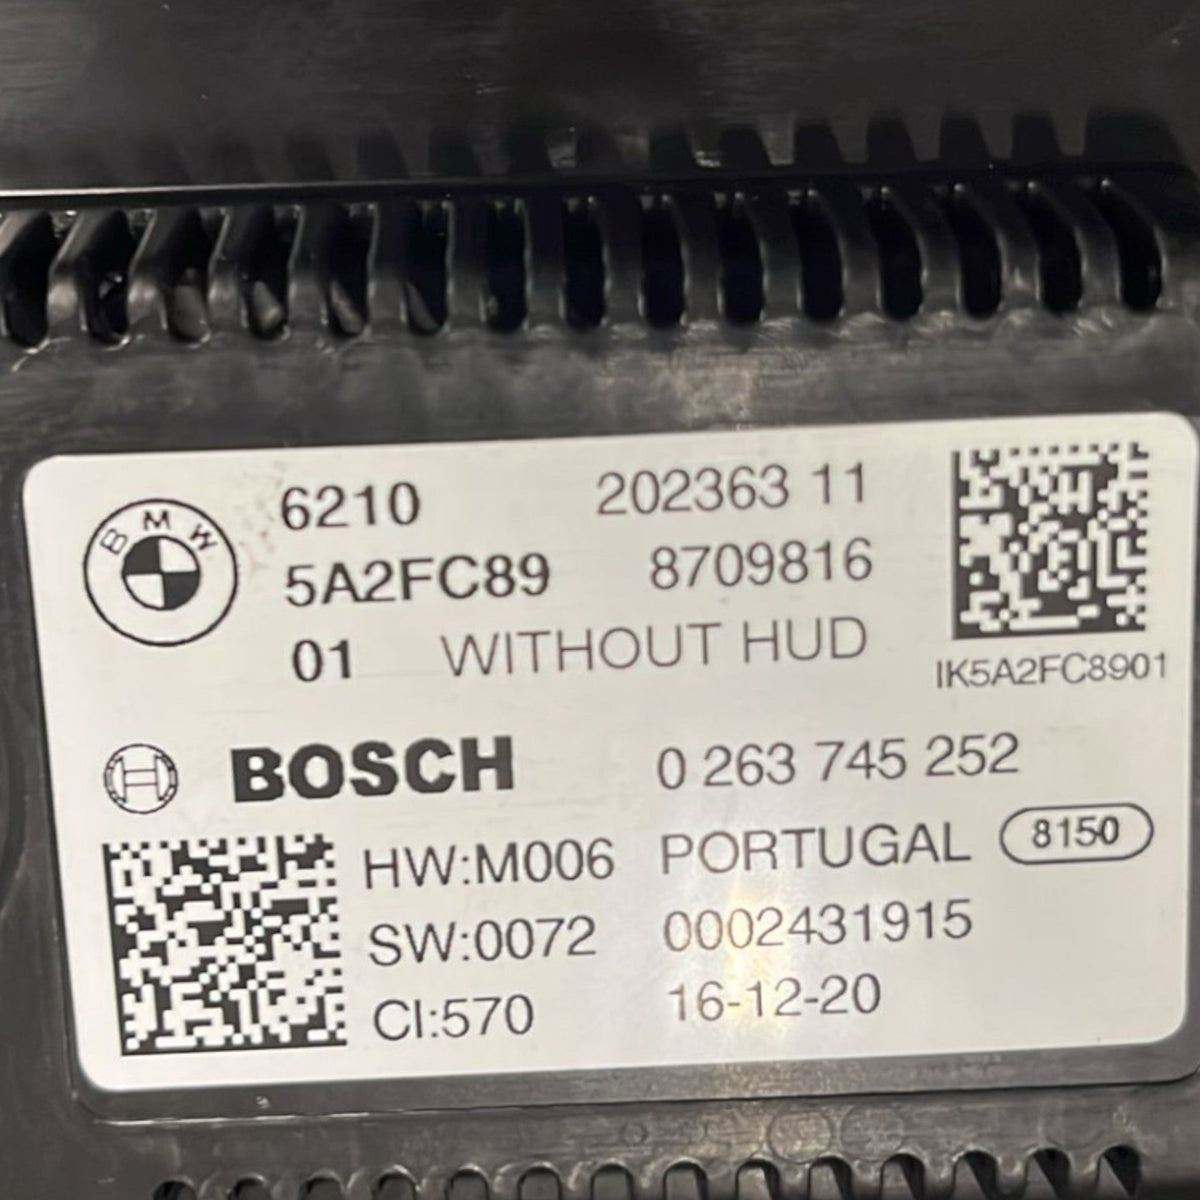 BMW 6210 202363 11
5A2FC89 8709816
01 WITHOUT HUD
IK5A2FC8901
BOSCH 0 263 745 252
HW:M006 PORTUGAL 8150
SW:0072 0002431915
CI:570 16-12-20